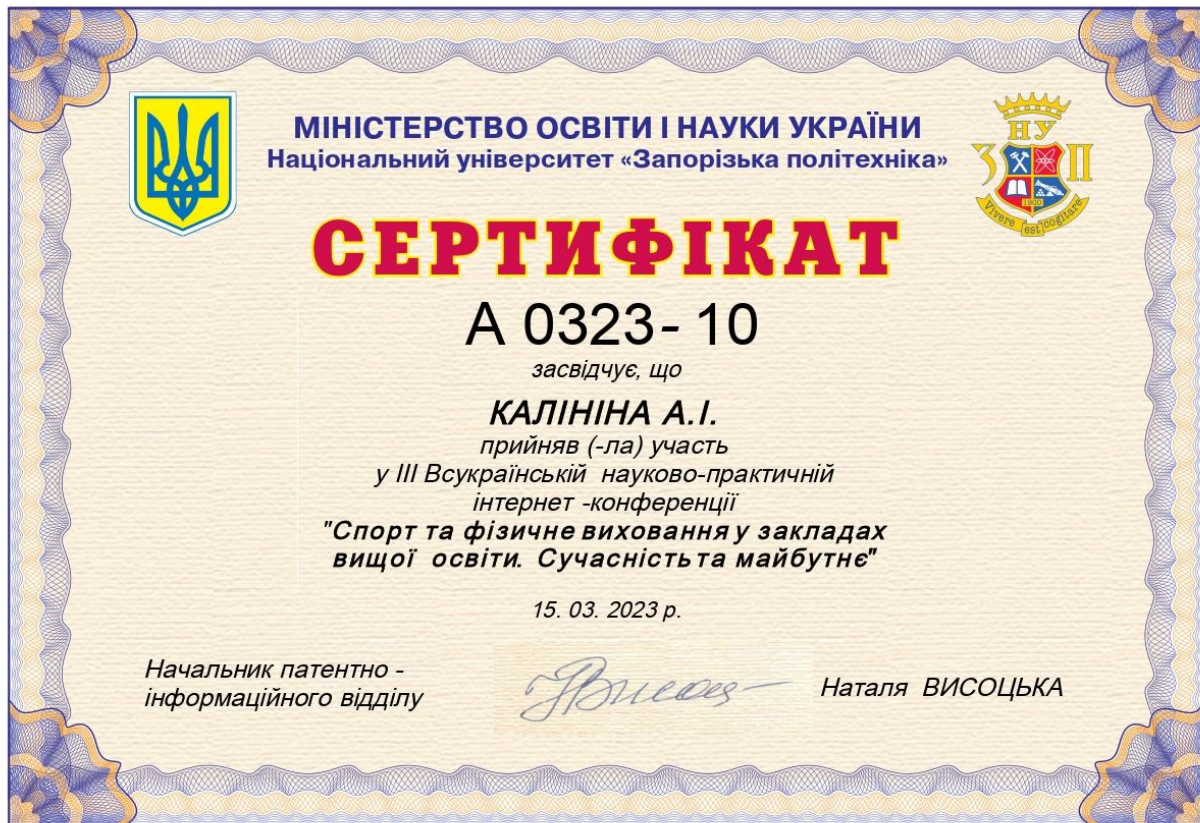 МІНІСТЕРСТВО ОСВІТИ І НАУКИ УКРАЇНИ
Національний університет «Запорізька політехніка»
НУ
З П
1900
Vivere est cogitare
СЕРТИФІКАТ
А 0323- 10
засвідчує, що
КАЛІНІНА А.І.
прийняв (-ла) участь
у ІІІ Всукраїнській науково-практичній
інтернет -конференції
"Спорт та фізичне виховання у закладах
вищої освіти. Сучасність та майбутнє"
15. 03. 2023 р.
Начальник патентно -
інформаційного відділу
Наталя ВИСОЦЬКА